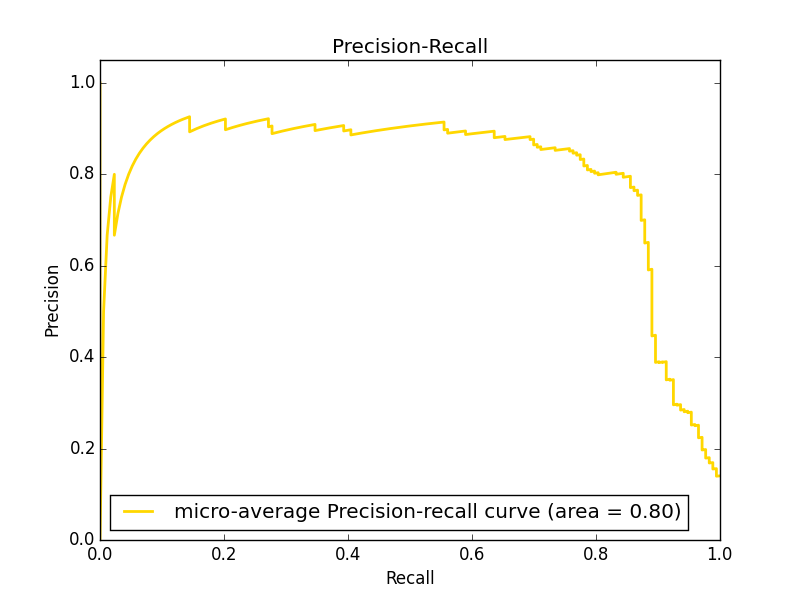 Precision-Recall
1.0
0.8
0.6
0.4
0.2
0.0
Precision
micro-average Precision-recall curve (area = 0.80)
0.0 0.2 0.4 0.6 0.8 1.0
Recall